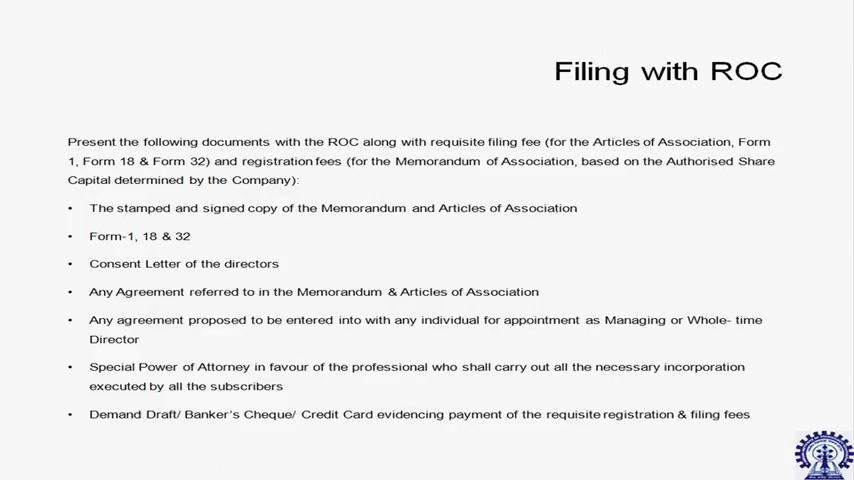 Filing with ROC
Present the following documents with the ROC along with requisite filing fee (for the Articles of Association, Form
1, Form 18 & Form 32) and registration fees (for the Memorandum of Association, based on the Authorised Share
Capital determined by the Company):
• The stamped and signed copy of the Memorandum and Articles of Association
• Form-1, 18 & 32
• Consent Letter of the directors
• Any Agreement referred to in the Memorandum & Articles of Association
• Any agreement proposed to be entered into with any individual for appointment as Managing or Whole- time
Director
• Special Power of Attorney in favour of the professional who shall carry out all the necessary incorporation
executed by all the subscribers
• Demand Draft/ Banker's Cheque/ Credit Card evidencing payment of the requisite registration & filing fees